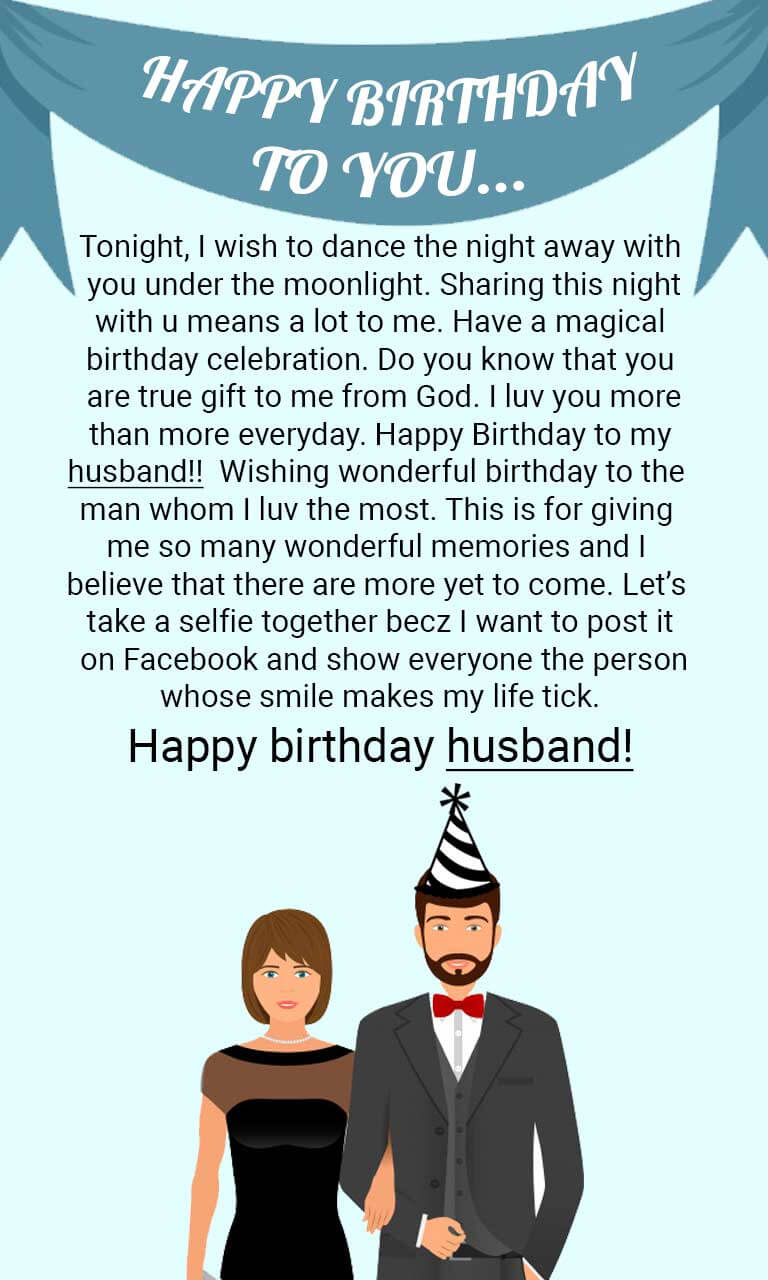 HAPPY BIRTHDAY
TO YOU...
Tonight, I wish to dance the night away with
you under the moonlight. Sharing this night
with u means a lot to me. Have a magical
birthday celebration. Do you know that you
are true gift to me from God. I luv you more
than more everyday. Happy Birthday to my
husband!! Wishing wonderful birthday to the
man whom I luv the most. This is for giving
me so many wonderful memories and I
believe that there are more yet to come. Let’s
take a selfie together becz I want to post it
on Facebook and show everyone the person
whose smile makes my life tick.
Happy birthday husband!